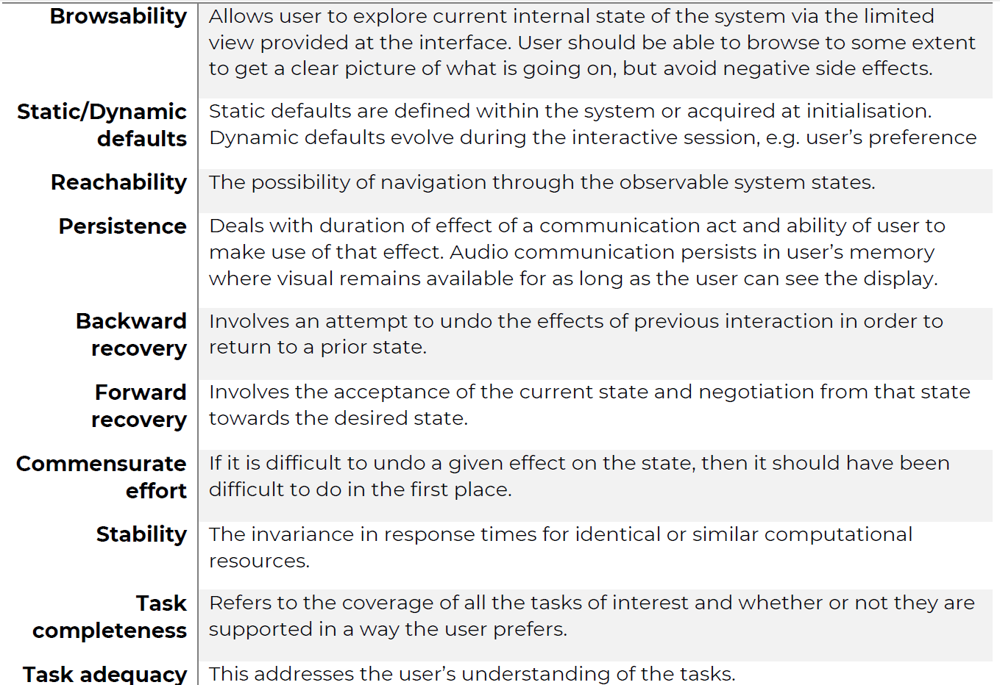 Browsability
Allows user to explore current internal state of the system via the limited
view provided at the interface. User should be able to browse to some extent
to get a clear picture of what is going on, but avoid negative side effects.
Static/Dynamic
defaults
Static defaults are defined within the system or acquired at initialisation.
Dynamic defaults evolve during the interactive session, e.g. user’s preference
Reachability
The possibility of navigation through the observable system states.
Persistence
Deals with duration of effect of a communication act and ability of user to
make use of that effect. Audio communication persists in user’s memory
where visual remains available for as long as the user can see the display.
Backward
recovery
Involves an attempt to undo the effects of previous interaction in order to
return to a prior state.
Forward
recovery
Involves the acceptance of the current state and negotiation from that state
towards the desired state.
Commensurate
effort
If it is difficult to undo a given effect on the state, then it should have been
difficult to do in the first place.
Stability
The invariance in response times for identical or similar computational
resources.
Task
completeness
Refers to the coverage of all the tasks of interest and whether or not they are
supported in a way the user prefers.
Task adequacy
This addresses the user’s understanding of the tasks.